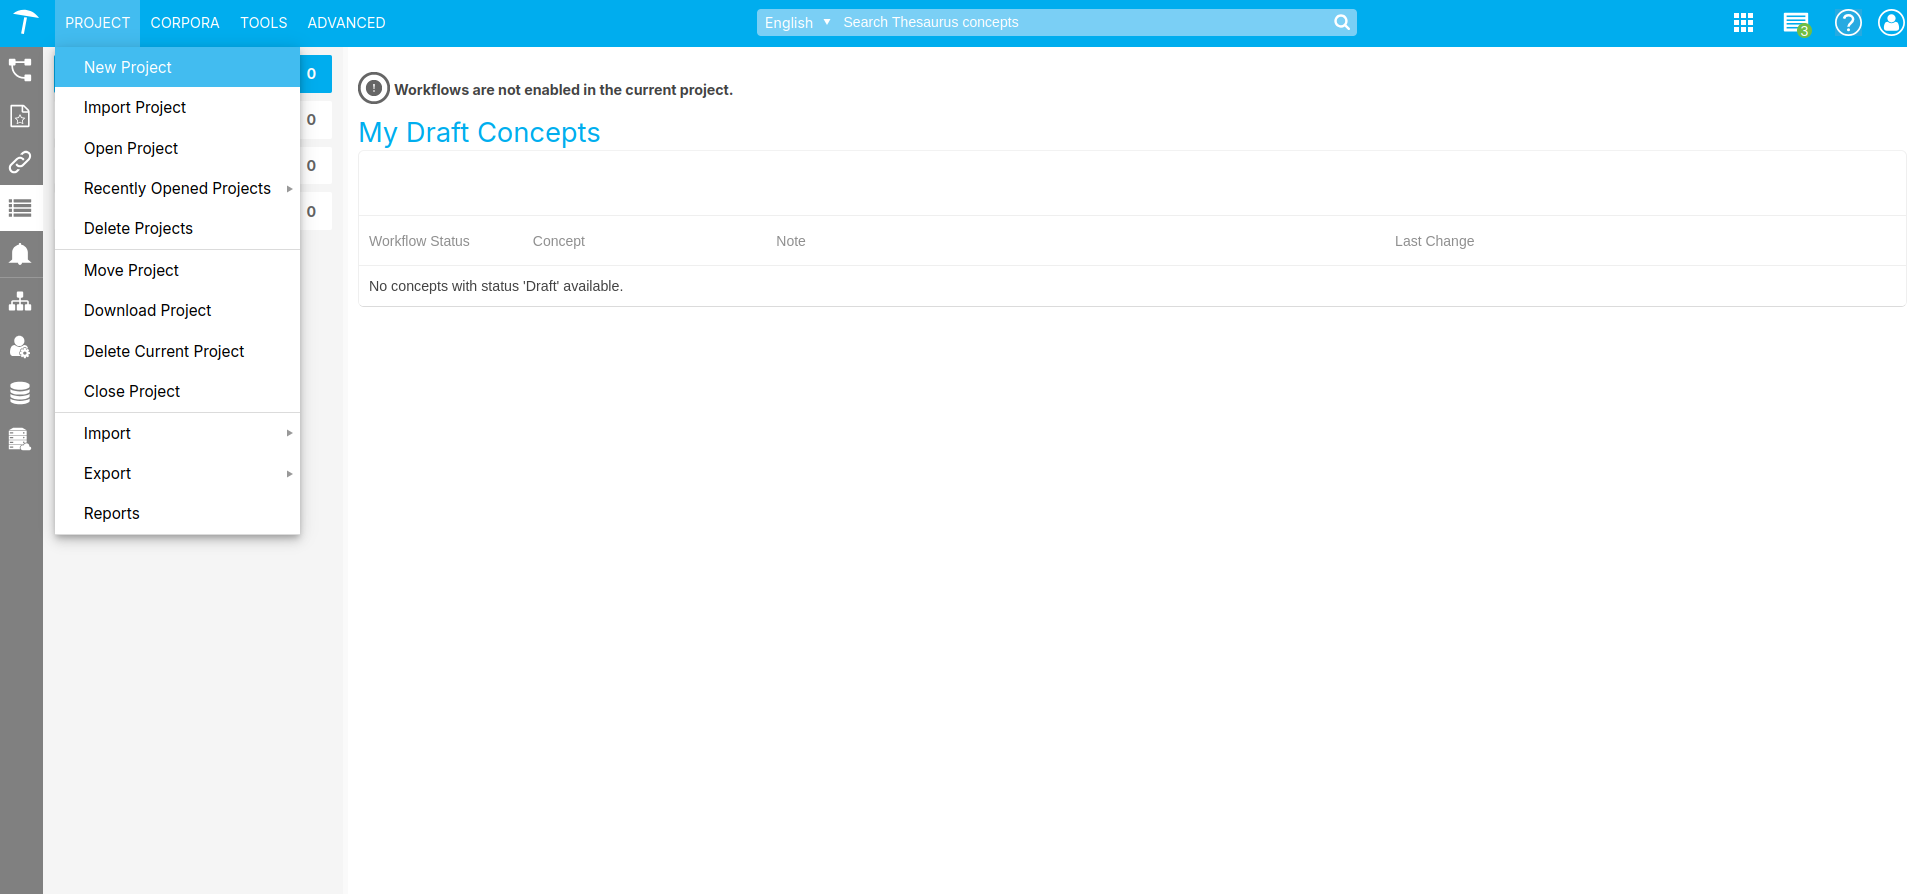 PROJECT CORPORA TOOLS ADVANCED English Search Thesaurus concepts 3
New Project
Import Project
Open Project
Recently Opened Projects
Delete Projects
Move Project
Download Project
Delete Current Project
Close Project
Import
Export
Reports
0
0
0
0
Workflows are not enabled in the current project.
My Draft Concepts
Workflow Status Concept Note Last Change
No concepts with status 'Draft' available.